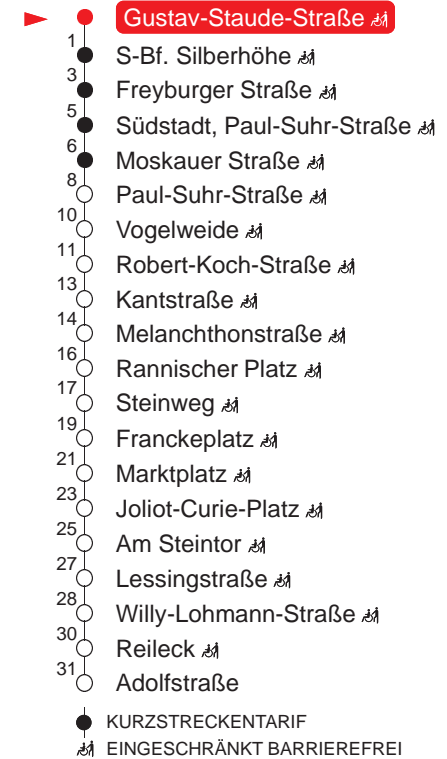 Gustav-Staude-Straße
1
S-Bf. Silberhöhe
3
Freyburger Straße
5
Südstadt, Paul-Suhr-Straße
6
Moskauer Straße
8
Paul-Suhr-Straße
10
Vogelweide
11
Robert-Koch-Straße
13
Kantstraße
14
Melanchthonstraße
16
Rannischer Platz
17
Steinweg
19
Franckeplatz
21
Marktplatz
23
Joliot-Curie-Platz
25
Am Steintor
27
Lessingstraße
28
Willy-Lohmann-Straße
30
Reileck
31
Adolfstraße
KURZSTRECKENTARIF
EINGESCHRÄNKT BARRIEREFREI